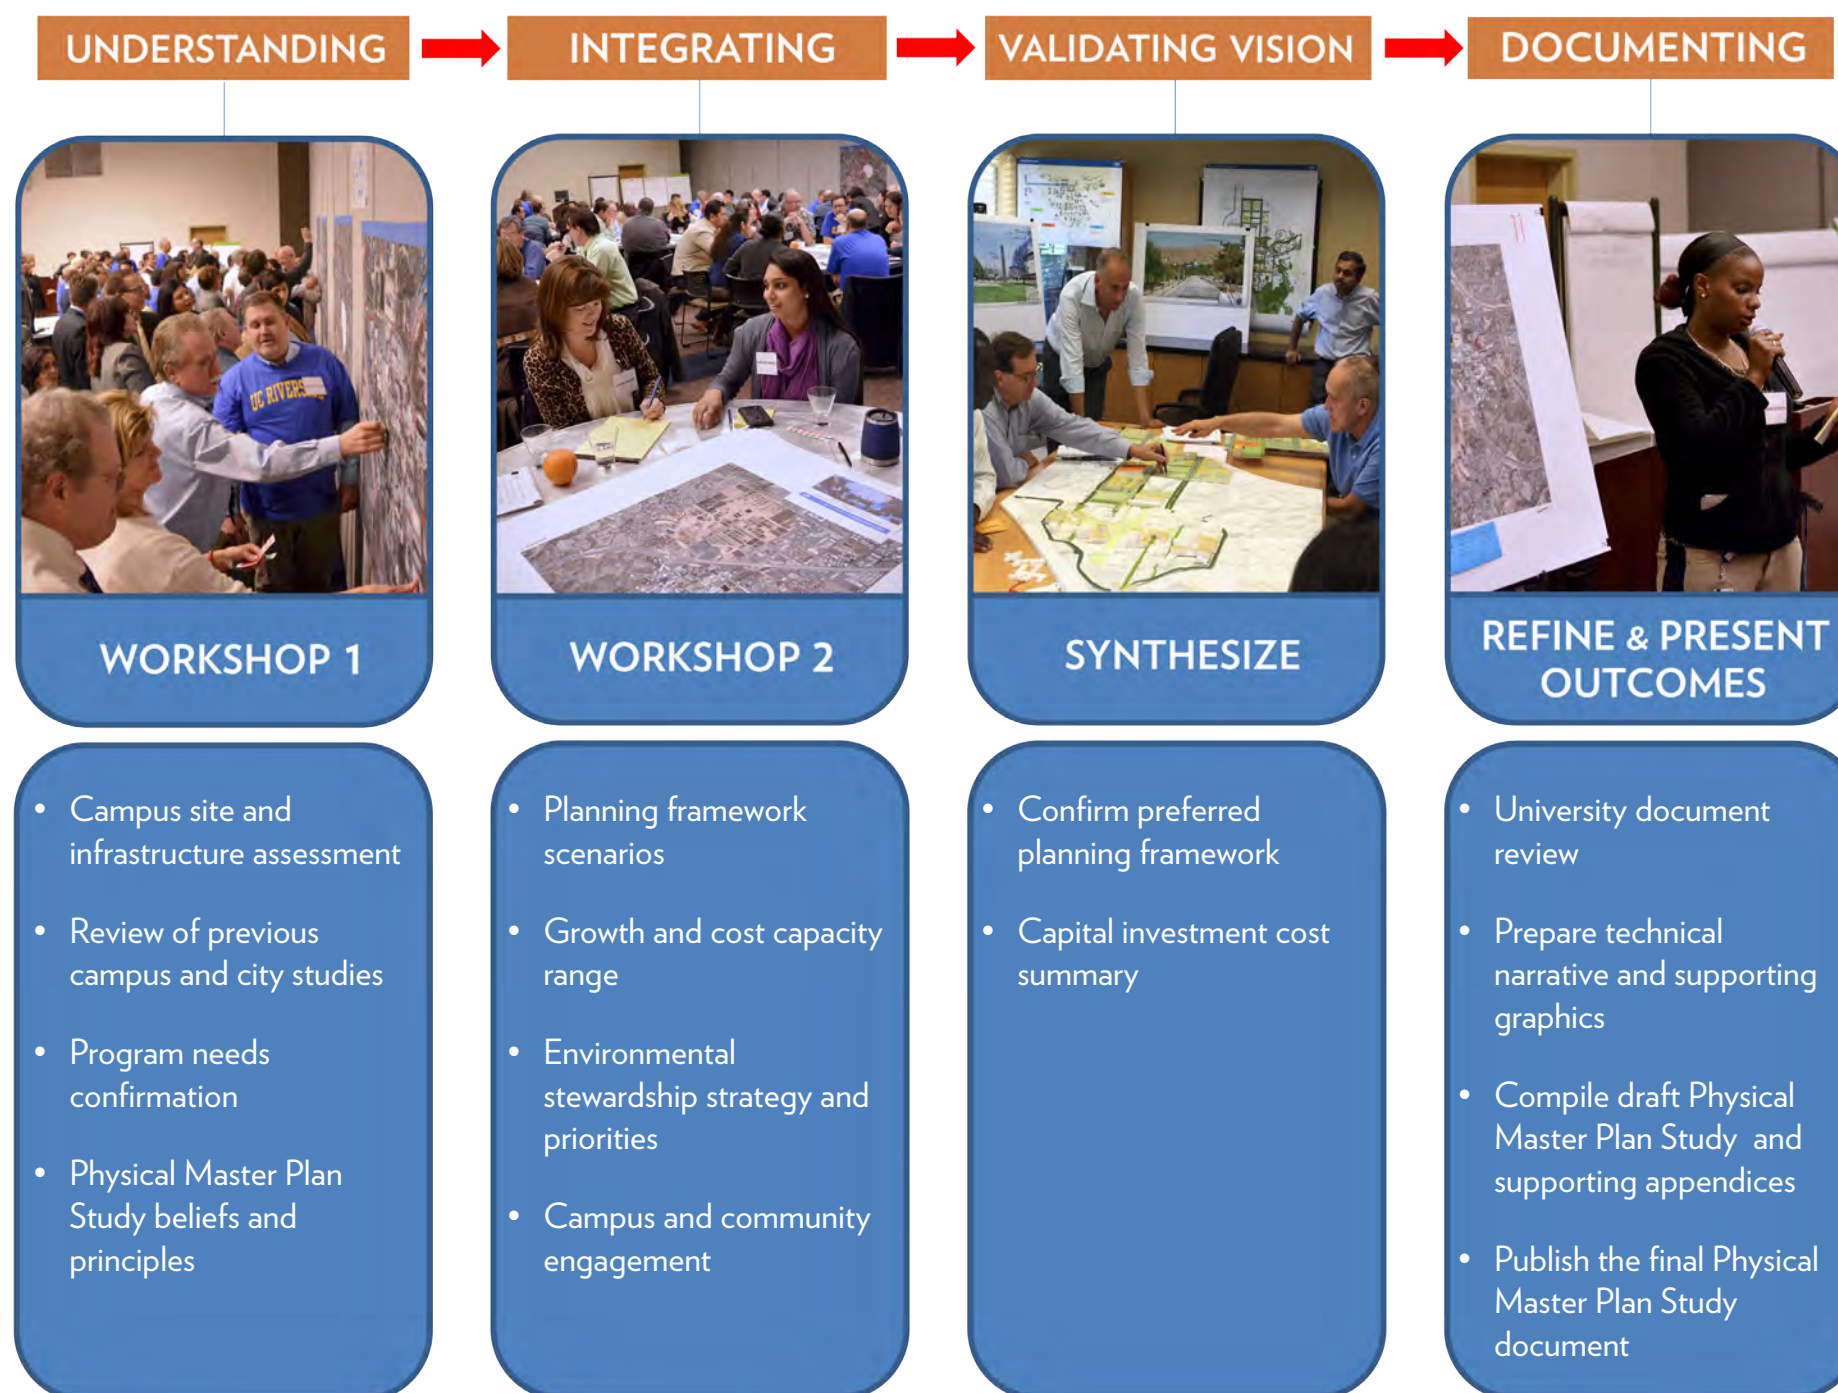 UNDERSTANDING
INTEGRATING
VALIDATING VISION
DOCUMENTING
UC RIVERS
11
WORKSHOP 1
WORKSHOP 2
SYNTHESIZE
REFINE & PRESENT
OUTCOMES
• Campus site and
infrastructure assessment
• Review of previous
campus and city studies
• Program needs
confirmation
• Physical Master Plan
Study beliefs and
principles
• Planning framework
scenarios
• Growth and cost capacity
range
• Environmental
stewardship strategy and
priorities
• Campus and community
engagement
• Confirm preferred
planning framework
• Capital investment cost
summary
• University document
review
• Prepare technical
narrative and supporting
graphics
• Compile draft Physical
Master Plan Study and
supporting appendices
• Publish the final Physical
Master Plan Study
document